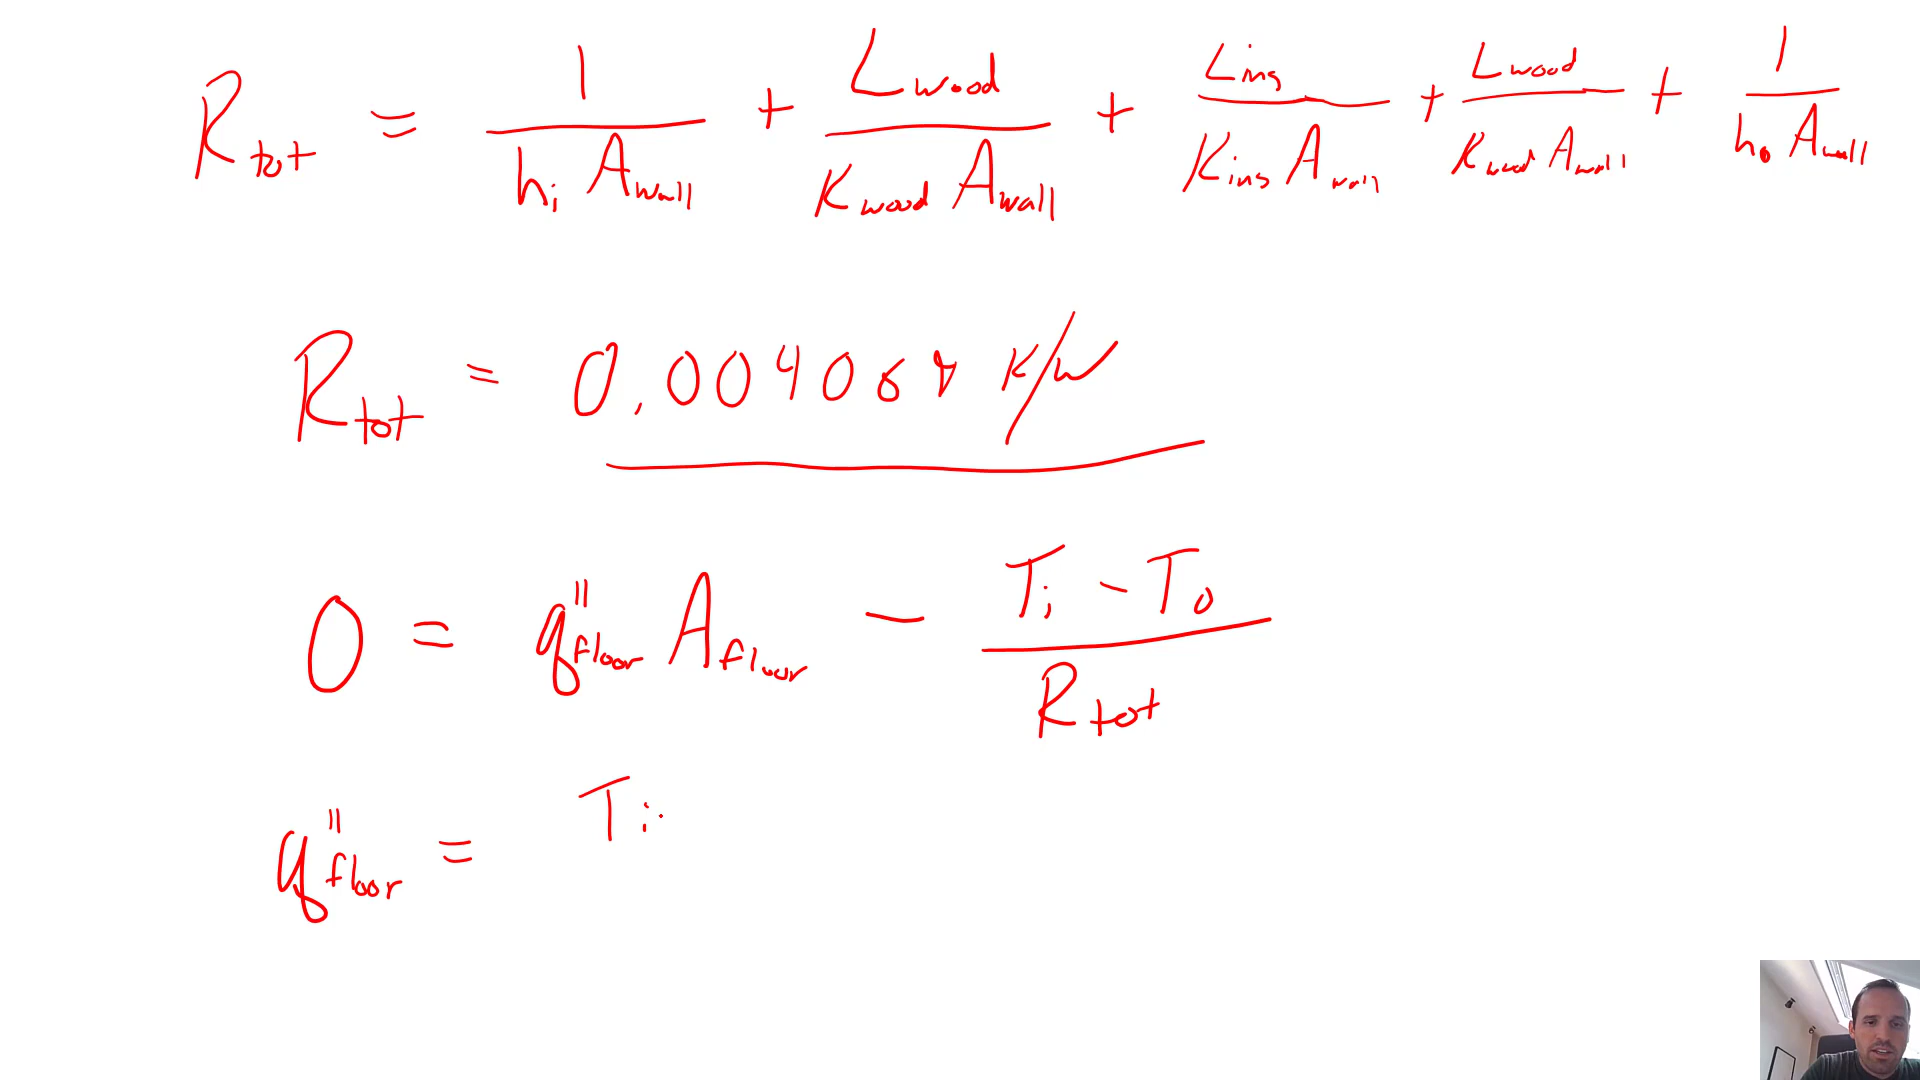 R_tot = 1/(h_i A_wall) + L_wood/(K_wood A_wall) + L_ins/(K_ins A_wall) + L_wood/(K_wood A_wall) + 1/(h_o A_wall)
R_tot = 0,00406 K/W
0 = q''_floor A_floor - (T_i - T_o)/R_tot
q''_floor = T_i